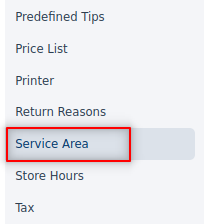 Predefined Tips
Price List
Printer
Return Reasons
Service Area
Store Hours
Tax